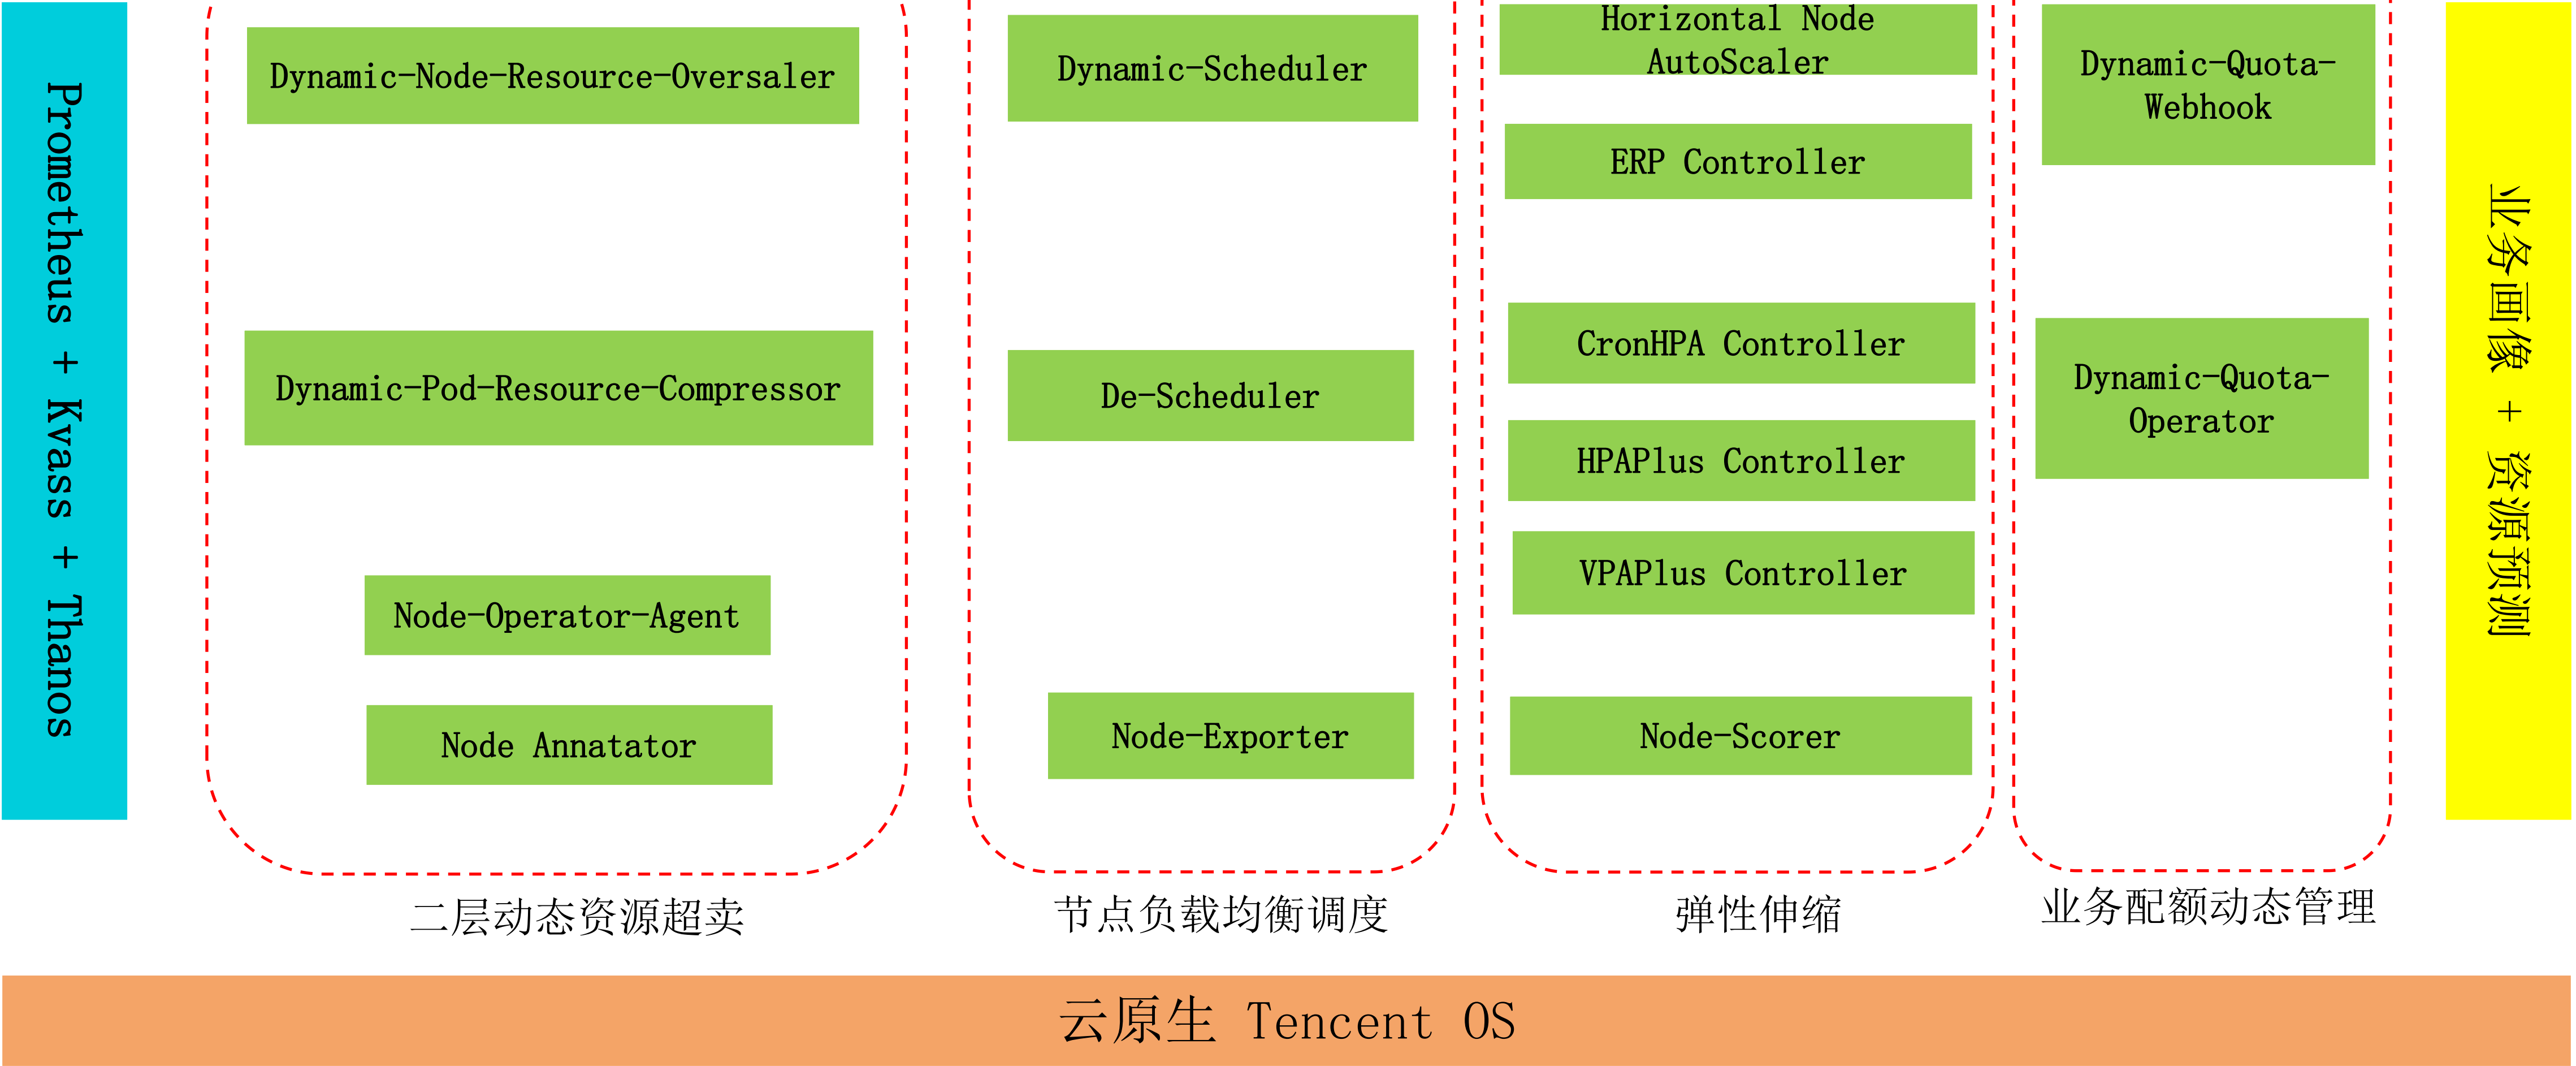 Prometheus + Kvass + Thanos
Dynamic-Node-Resource-Oversaler
Dynamic-Pod-Resource-Compressor
Node-Operator-Agent
Node Annatator
二层动态资源超卖
Dynamic-Scheduler
De-Scheduler
Node-Exporter
节点负载均衡调度
Horizontal Node
AutoScaler
ERP Controller
CronHPA Controller
HPAPlus Controller
VPAPlus Controller
Node-Scorer
弹性伸缩
Dynamic-Quota-
Webhook
Dynamic-Quota-
Operator
业务配额动态管理
业务画像 + 资源预测
云原生 Tencent OS